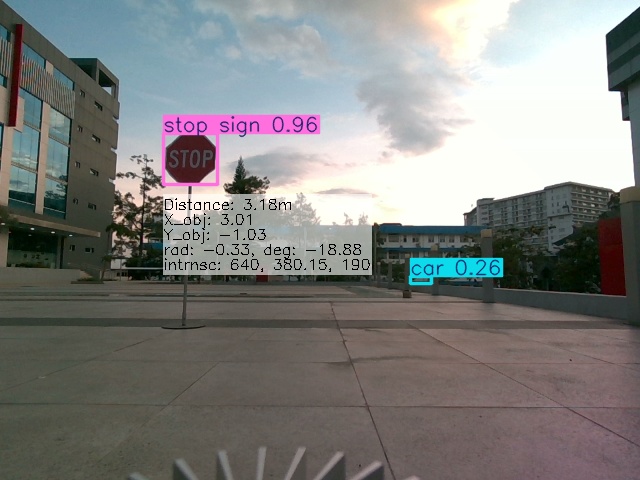 stop sign 0.96
STOP
Distance: 3.18m
X_obj: 3.01
Y_obj: -1.03
rad: -0.33, deg: -18.88
intrnsc: 640, 380.15, 190
car 0.26